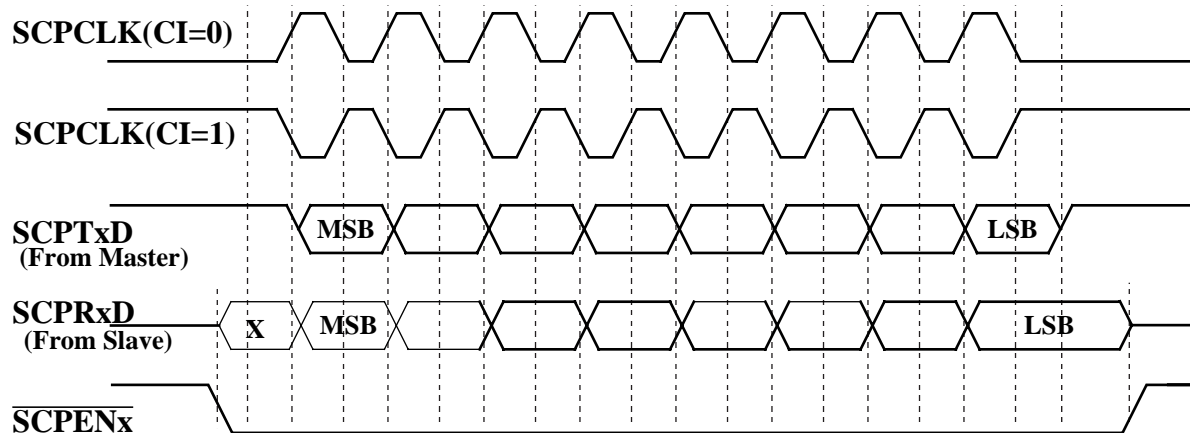 SCPCLK(CI=0)
SCPCLK(CI=1)
SCPTxD
(From Master)
MSB
LSB
SCPRxD
(From Slave)
X
MSB
LSB
SCPENx